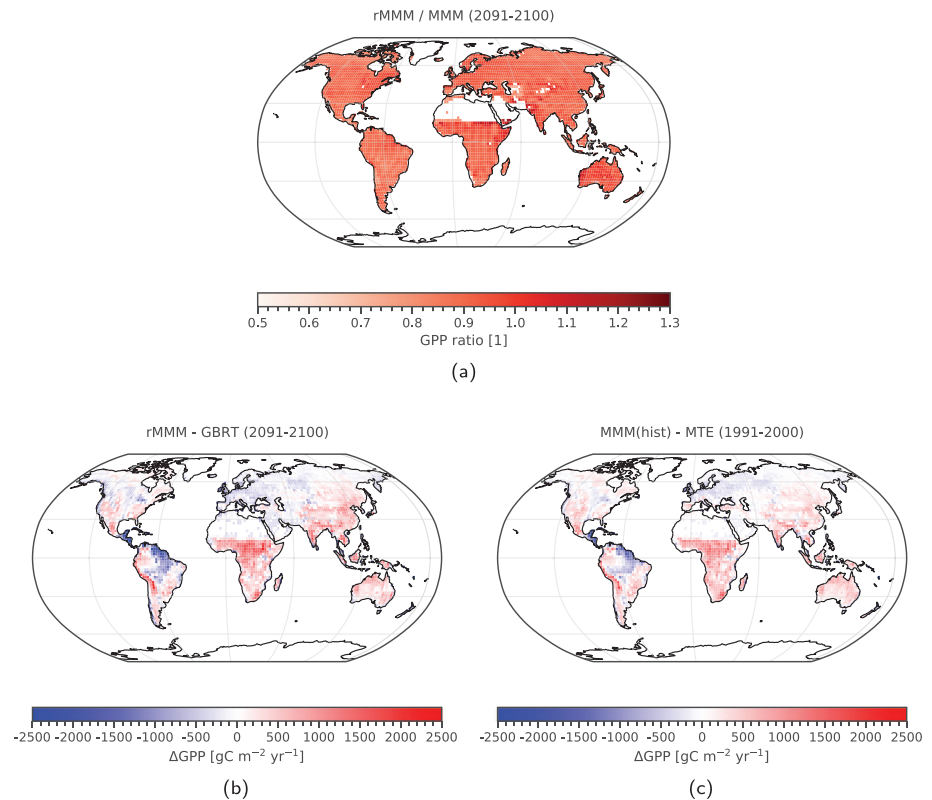 rMMM / MMM (2091-2100)
0.5 0.6 0.7 0.8 0.9 1.0 1.1 1.2 1.3
GPP ratio [1]
(a)
rMMM - GBRT (2091-2100)
MMM(hist) - MTE (1991-2000)
-2500 -2000 -1500 -1000 -500 0 500 1000 1500 2000 2500
-2500 -2000 -1500 -1000 -500 0 500 1000 1500 2000 2500
ΔGPP [gC m⁻² yr⁻¹]
ΔGPP [gC m⁻² yr⁻¹]
(b)
(c)